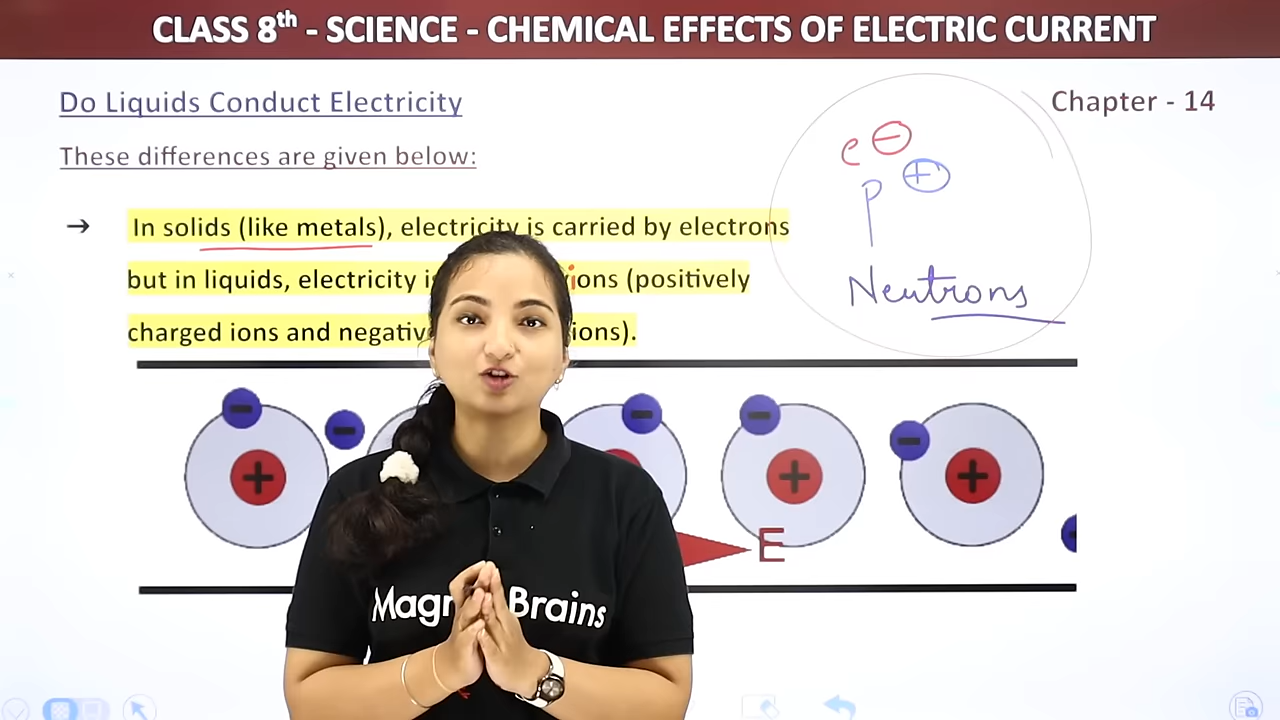 CLASS 8th - SCIENCE - CHEMICAL EFFECTS OF ELECTRIC CURRENT
Do Liquids Conduct Electricity
Chapter - 14
These differences are given below:
e -
p +
Neutrons
→ In solids (like metals), electricity is carried by electrons
but in liquids, electricity ions (positively
charged ions and ions).
- - - - -
+ + +
E
Brains